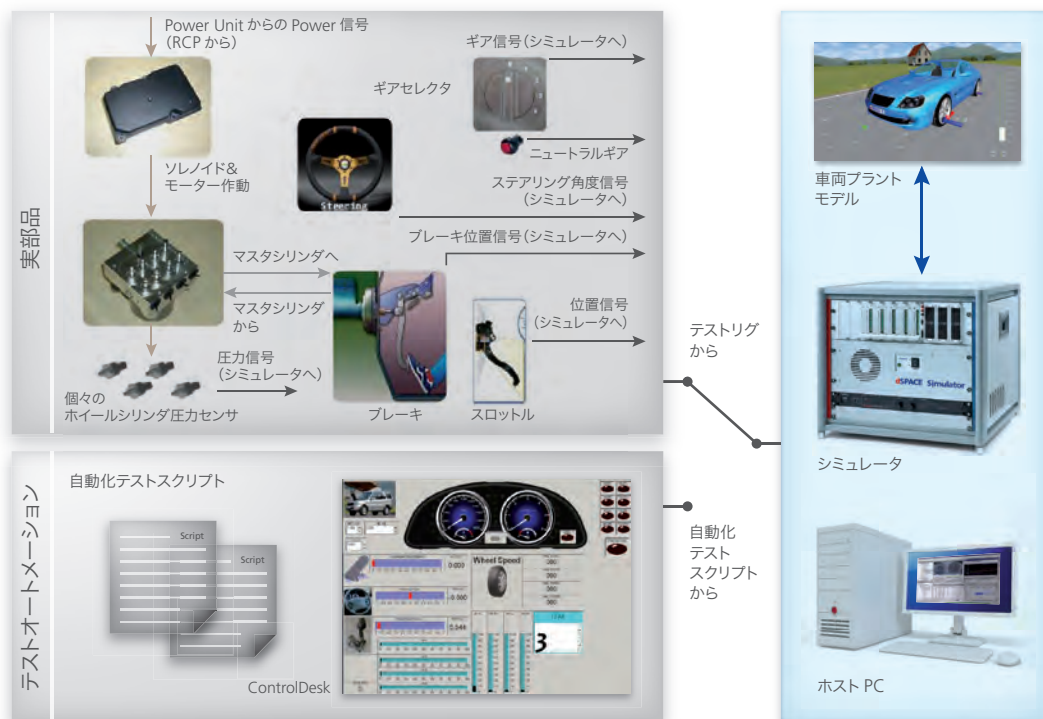 Power Unit からの Power 信号
(RCP から)
ギア信号(シミュレータへ)
ギアセレクタ
ニュートラルギア
ソレノイド&
モーター作動
Steering
ステアリング角度信号
(シミュレータへ)
ブレーキ位置信号(シミュレータへ)
実部品
マスタシリンダへ
マスタシリンダ
から
位置信号
(シミュレータへ)
圧力信号
(シミュレータへ)
個々の
ホイールシリンダ圧力センサ
ブレーキ
スロットル
テストリグ
から
車両プラント
モデル
dSPACE Simulator
シミュレータ
テストオートメーション
自動化テストスクリプト
Script
Script
Wheel Speed
0.000
0.000
3
ControlDesk
自動化
テスト
スクリプト
から
ホスト PC